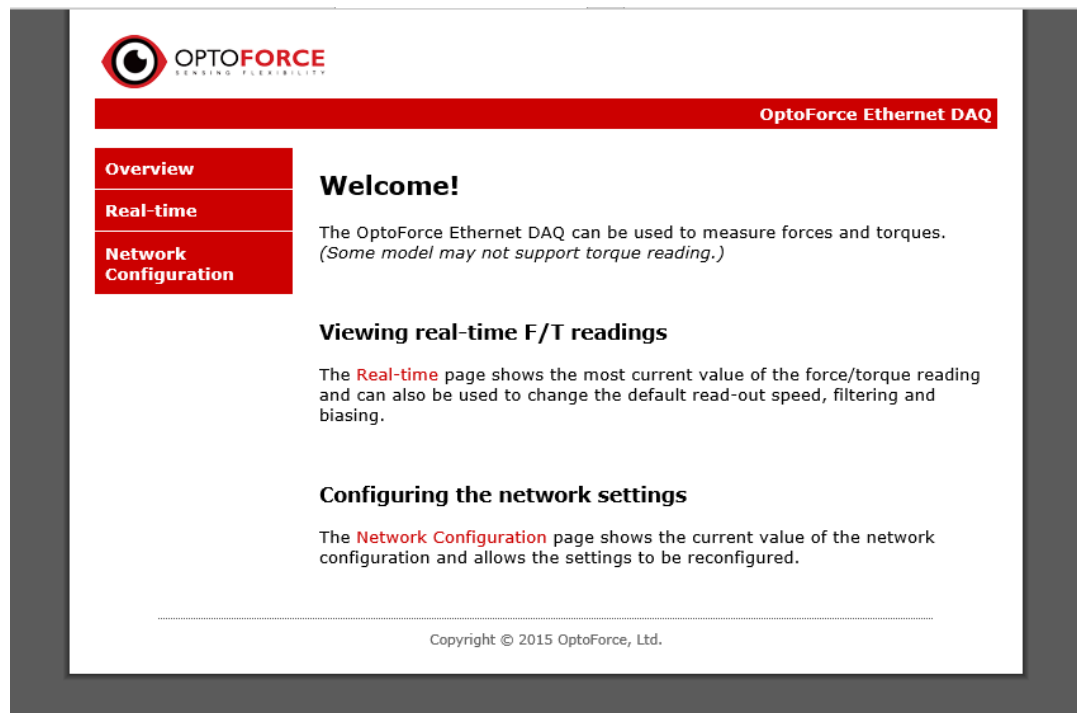 OPTOFORCE
SENSING FLEXIBILITY
OptoForce Ethernet DAQ
Overview
Real-time
Network
Configuration
Welcome!
The OptoForce Ethernet DAQ can be used to measure forces and torques.
(Some model may not support torque reading.)
Viewing real-time F/T readings
The Real-time page shows the most current value of the force/torque reading
and can also be used to change the default read-out speed, filtering and
biasing.
Configuring the network settings
The Network Configuration page shows the current value of the network
configuration and allows the settings to be reconfigured.
Copyright © 2015 OptoForce, Ltd.